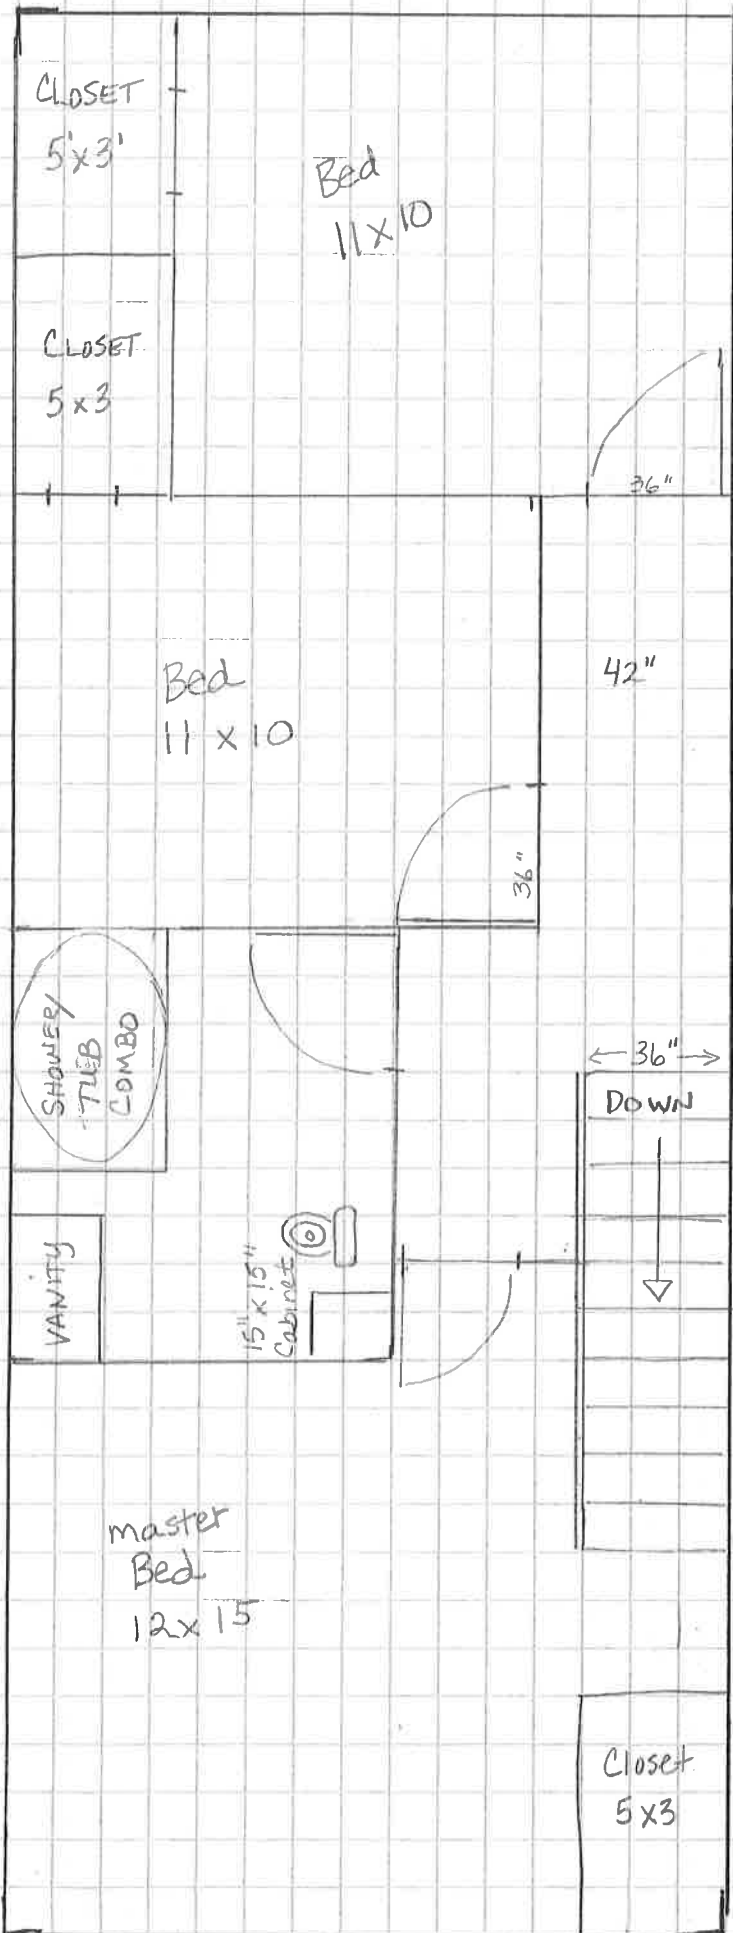 CLOSET
5'x3'
Bed
11x10
CLOSET
5x3
36"
Bed
11 x 10
42"
36"
SHOWER/
TUB
COMBO
36"
DOWN
VANITY
15" x 15"
Cabinet
master
Bed
12x15
Closet
5x3